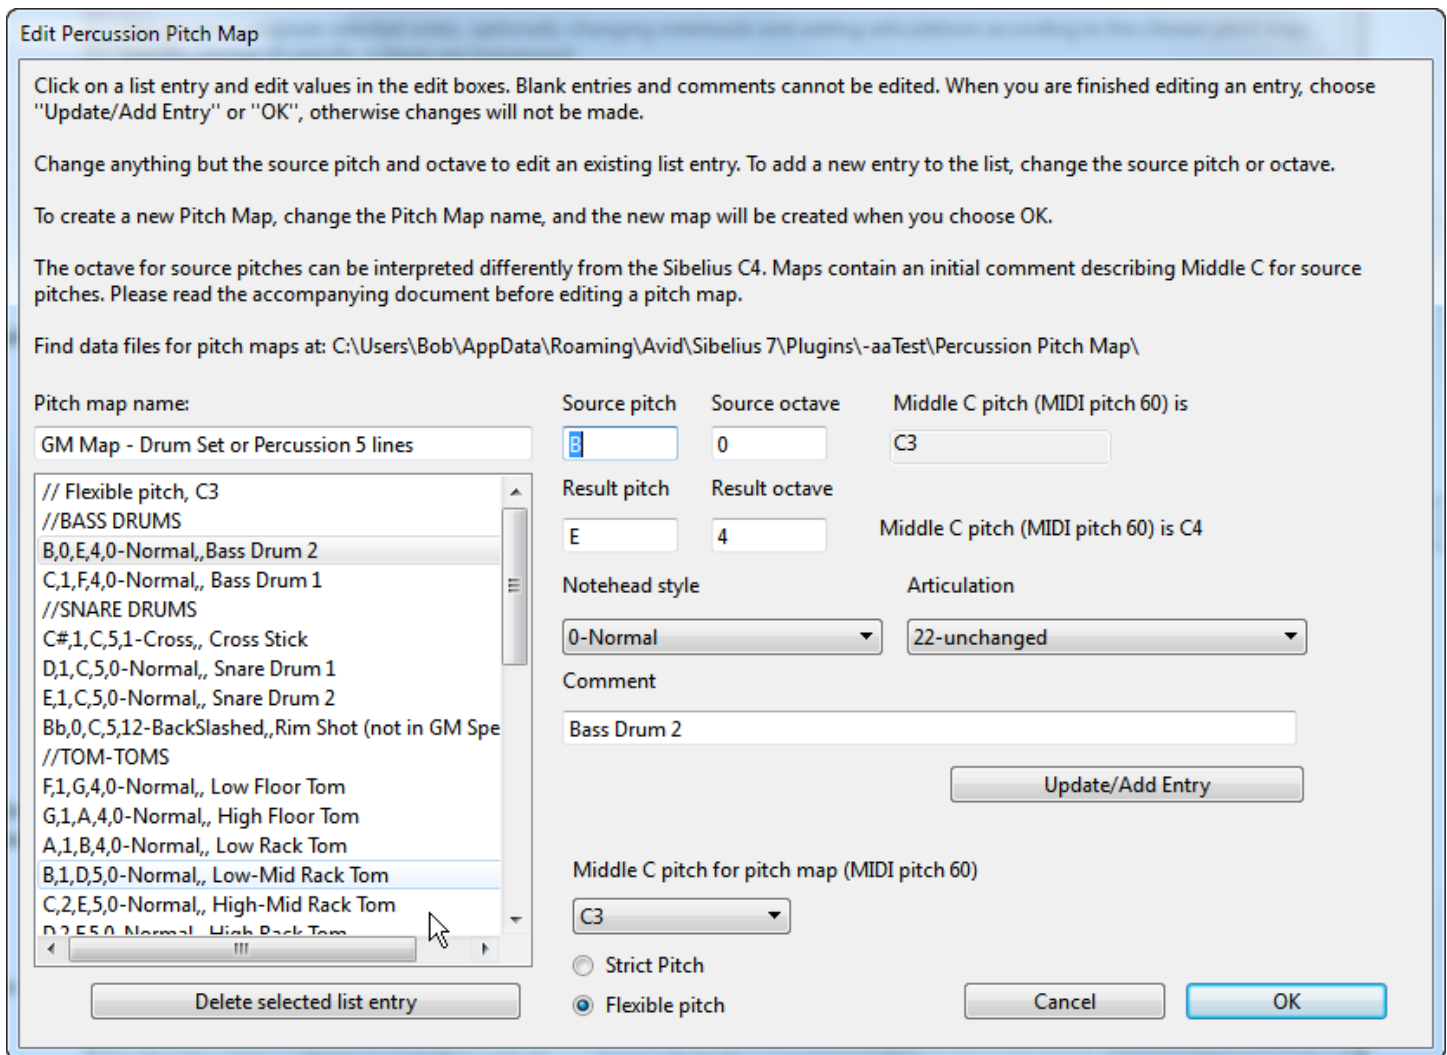 Edit Percussion Pitch Map
Click on a list entry and edit values in the edit boxes. Blank entries and comments cannot be edited. When you are finished editing an entry, choose
"Update/Add Entry" or "OK", otherwise changes will not be made.
Change anything but the source pitch and octave to edit an existing list entry. To add a new entry to the list, change the source pitch or octave.
To create a new Pitch Map, change the Pitch Map name, and the new map will be created when you choose OK.
The octave for source pitches can be interpreted differently from the Sibelius C4. Maps contain an initial comment describing Middle C for source
pitches. Please read the accompanying document before editing a pitch map.
Find data files for pitch maps at: C:\Users\Bob\AppData\Roaming\Avid\Sibelius 7\Plugins\-aaTest\Percussion Pitch Map\
Pitch map name:
GM Map - Drum Set or Percussion 5 lines
// Flexible pitch, C3
//BASS DRUMS
B,0,E,4,0-Normal,,Bass Drum 2
C,1,F,4,0-Normal,, Bass Drum 1
//SNARE DRUMS
C#,1,C,5,1-Cross,, Cross Stick
D,1,C,5,0-Normal,, Snare Drum 1
E,1,C,5,0-Normal,, Snare Drum 2
Bb,0,C,5,12-BackSlashed,,Rim Shot (not in GM Spe
//TOM-TOMS
F,1,G,4,0-Normal,, Low Floor Tom
G,1,A,4,0-Normal,, High Floor Tom
A,1,B,4,0-Normal,, Low Rack Tom
B,1,D,5,0-Normal,, Low-Mid Rack Tom
C,2,E,5,0-Normal,, High-Mid Rack Tom
D,2,F,5,0-Normal,, High Rack Tom
Delete selected list entry
Source pitch
Source octave
Middle C pitch (MIDI pitch 60) is
B
0
C3
Result pitch
Result octave
E
4
Middle C pitch (MIDI pitch 60) is C4
Notehead style
Articulation
0-Normal
22-unchanged
Comment
Bass Drum 2
Update/Add Entry
Middle C pitch for pitch map (MIDI pitch 60)
C3
Strict Pitch
Flexible pitch
Cancel
OK